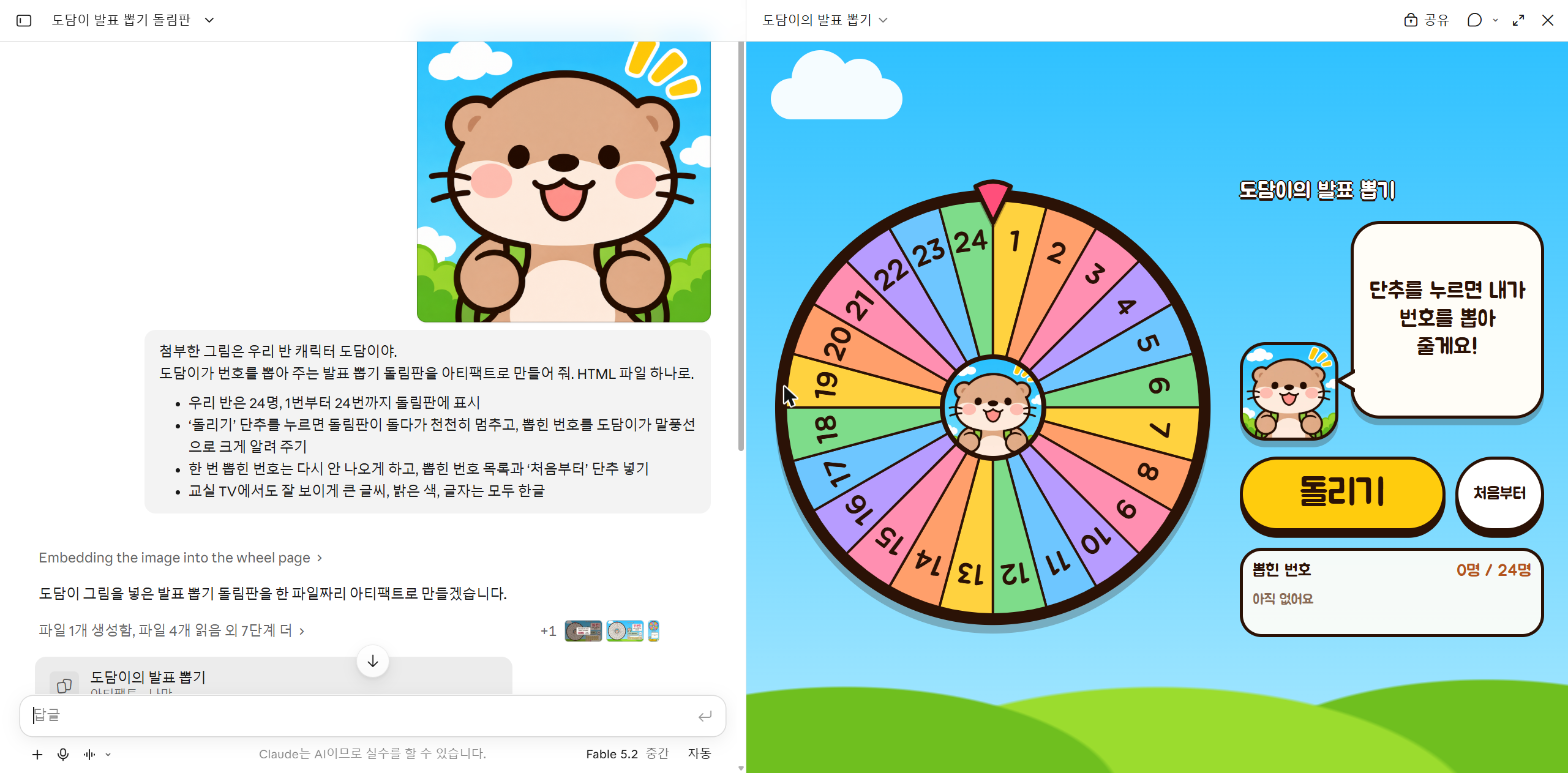 도담이 발표 뽑기 돌림판
첨부한 그림은 우리 반 캐릭터 도담이야.
도담이가 번호를 뽑아 주는 발표 뽑기 돌림판을 아티팩트로 만들어 줘. HTML 파일 하나로.
• 우리 반은 24명, 1번부터 24번까지 돌림판에 표시
• ‘돌리기’ 단추를 누르면 돌림판이 돌다가 천천히 멈추고, 뽑힌 번호를 도담이가 말풍선
으로 크게 알려 주기
• 한 번 뽑힌 번호는 다시 안 나오게 하고, 뽑힌 번호 목록과 ‘처음부터’ 단추 넣기
• 교실 TV에서도 잘 보이게 큰 글씨, 밝은 색, 글자는 모두 한글
Embedding the image into the wheel page
도담이 그림을 넣은 발표 뽑기 돌림판을 한 파일짜리 아티팩트로 만들겠습니다.
파일 1개 생성함, 파일 4개 읽음 외 7단계 더
+1
도담이의 발표 뽑기
답글
Claude는 AI이므로 실수를 할 수 있습니다.
Fable 5.2 중간 자동
도담이의 발표 뽑기
공유
1
2
3
4
5
6
7
8
9
10
11
12
13
14
15
16
17
18
19
20
21
22
23
24
도담이의 발표 뽑기
단추를 누르면 내가
번호를 뽑아
줄게요!
돌리기
처음부터
뽑힌 번호
0명 / 24명
아직 없어요